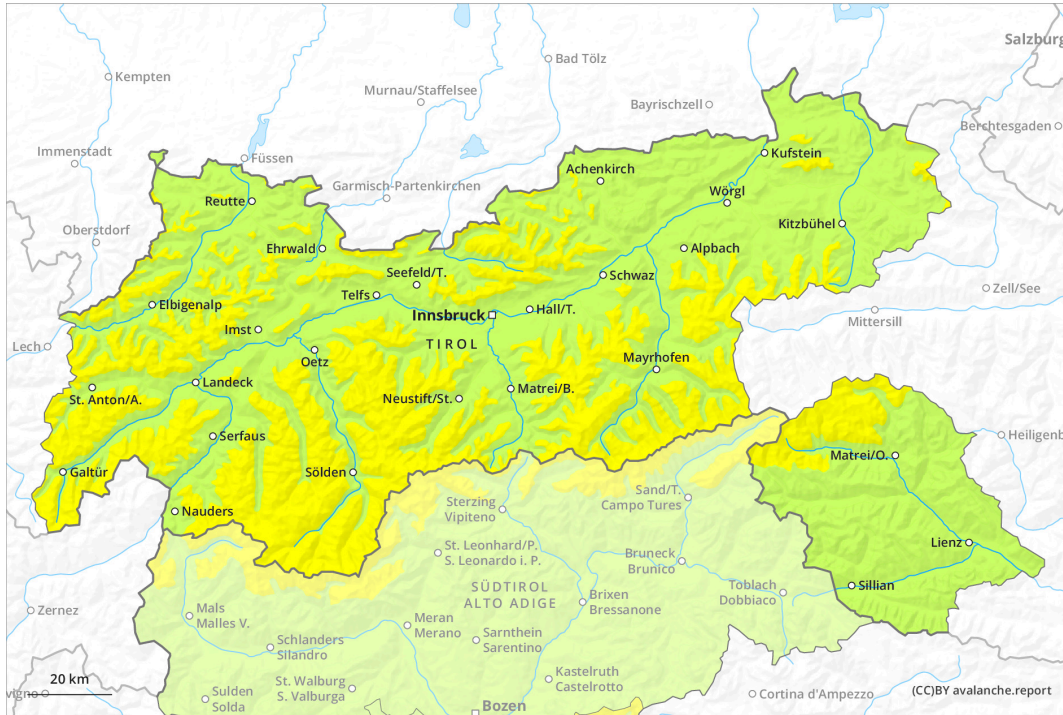 Salzburg
Bad Tölz
Kempten
Murnau/Staffelsee
Bayrischzell
Berchtesgaden
Immenstadt
Füssen
Kufstein
Achenkirch
Garmisch-Partenkirchen
Reutte
Wörgl
Oberstdorf
Kitzbühel
Ehrwald
Alpbach
Seefeld/T.
Schwaz
Zell/See
Telfs
Elbigenalp
Innsbruck
Hall/T.
Mittersill
Imst
Lech
TIROL
Oetz
Mayrhofen
Landeck
St. Anton/A.
Matrei/B.
Neustift/St.
Serfaus
Heiligenb
Matrei/O.
Galtür
Sölden
Sand/T.
Campo Tures
Sterzing
Vipiteno
Nauders
Lienz
St. Leonhard/P.
S. Leonardo i. P.
Bruneck
Brunico
SÜDTIROL
ALTO ADIGE
Sillian
Toblach
Dobbiaco
Brixen
Bressanone
Zernez
Mals
Malles V.
Meran
Merano
Schlanders
Silandro
Sarnthein
Sarentino
20 km
St. Walburg
S. Valburga
Kastelruth
Castelrotto
vigno
Sulden
Solda
Cortina d'Ampezzo
(CC)BY avalanche.report
Bozen